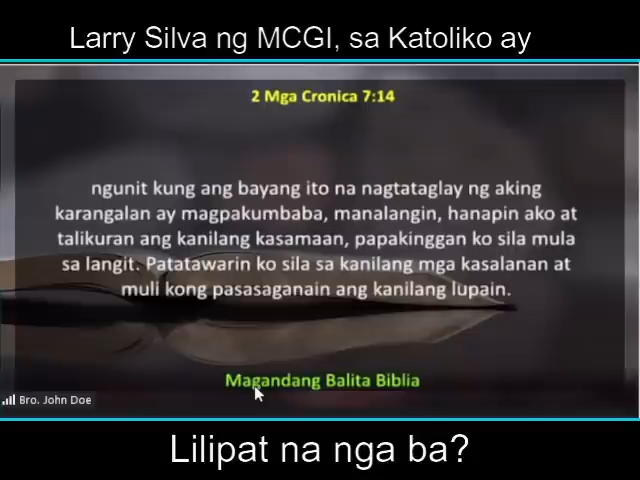 Larry Silva ng MCGI, sa Katoliko ay
2 Mga Cronica 7:14
ngunit kung ang bayang ito na nagtataglay ng aking
karangalan ay magpakumbaba, manalangin, hanapin ako at
talikuran ang kanilang kasamaan, papakinggan ko sila mula
sa langit. Patatawarin ko sila sa kanilang mga kasalanan at
muli kong pasasaganain ang kanilang lupain.
Magandang Balita Biblia
Bro. John Doe
Lilipat na nga ba?